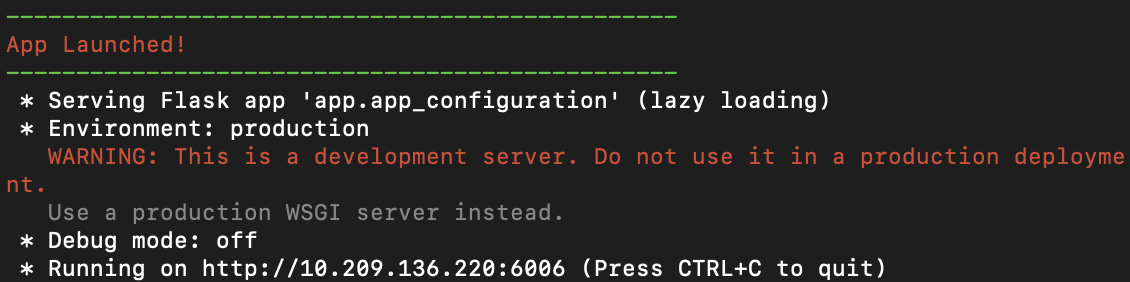 ------------------------------------------------
App Launched!
------------------------------------------------
 * Serving Flask app 'app.app_configuration' (lazy loading)
 * Environment: production
   WARNING: This is a development server. Do not use it in a production deployme
nt.
   Use a production WSGI server instead.
 * Debug mode: off
 * Running on http://10.209.136.220:6006 (Press CTRL+C to quit)